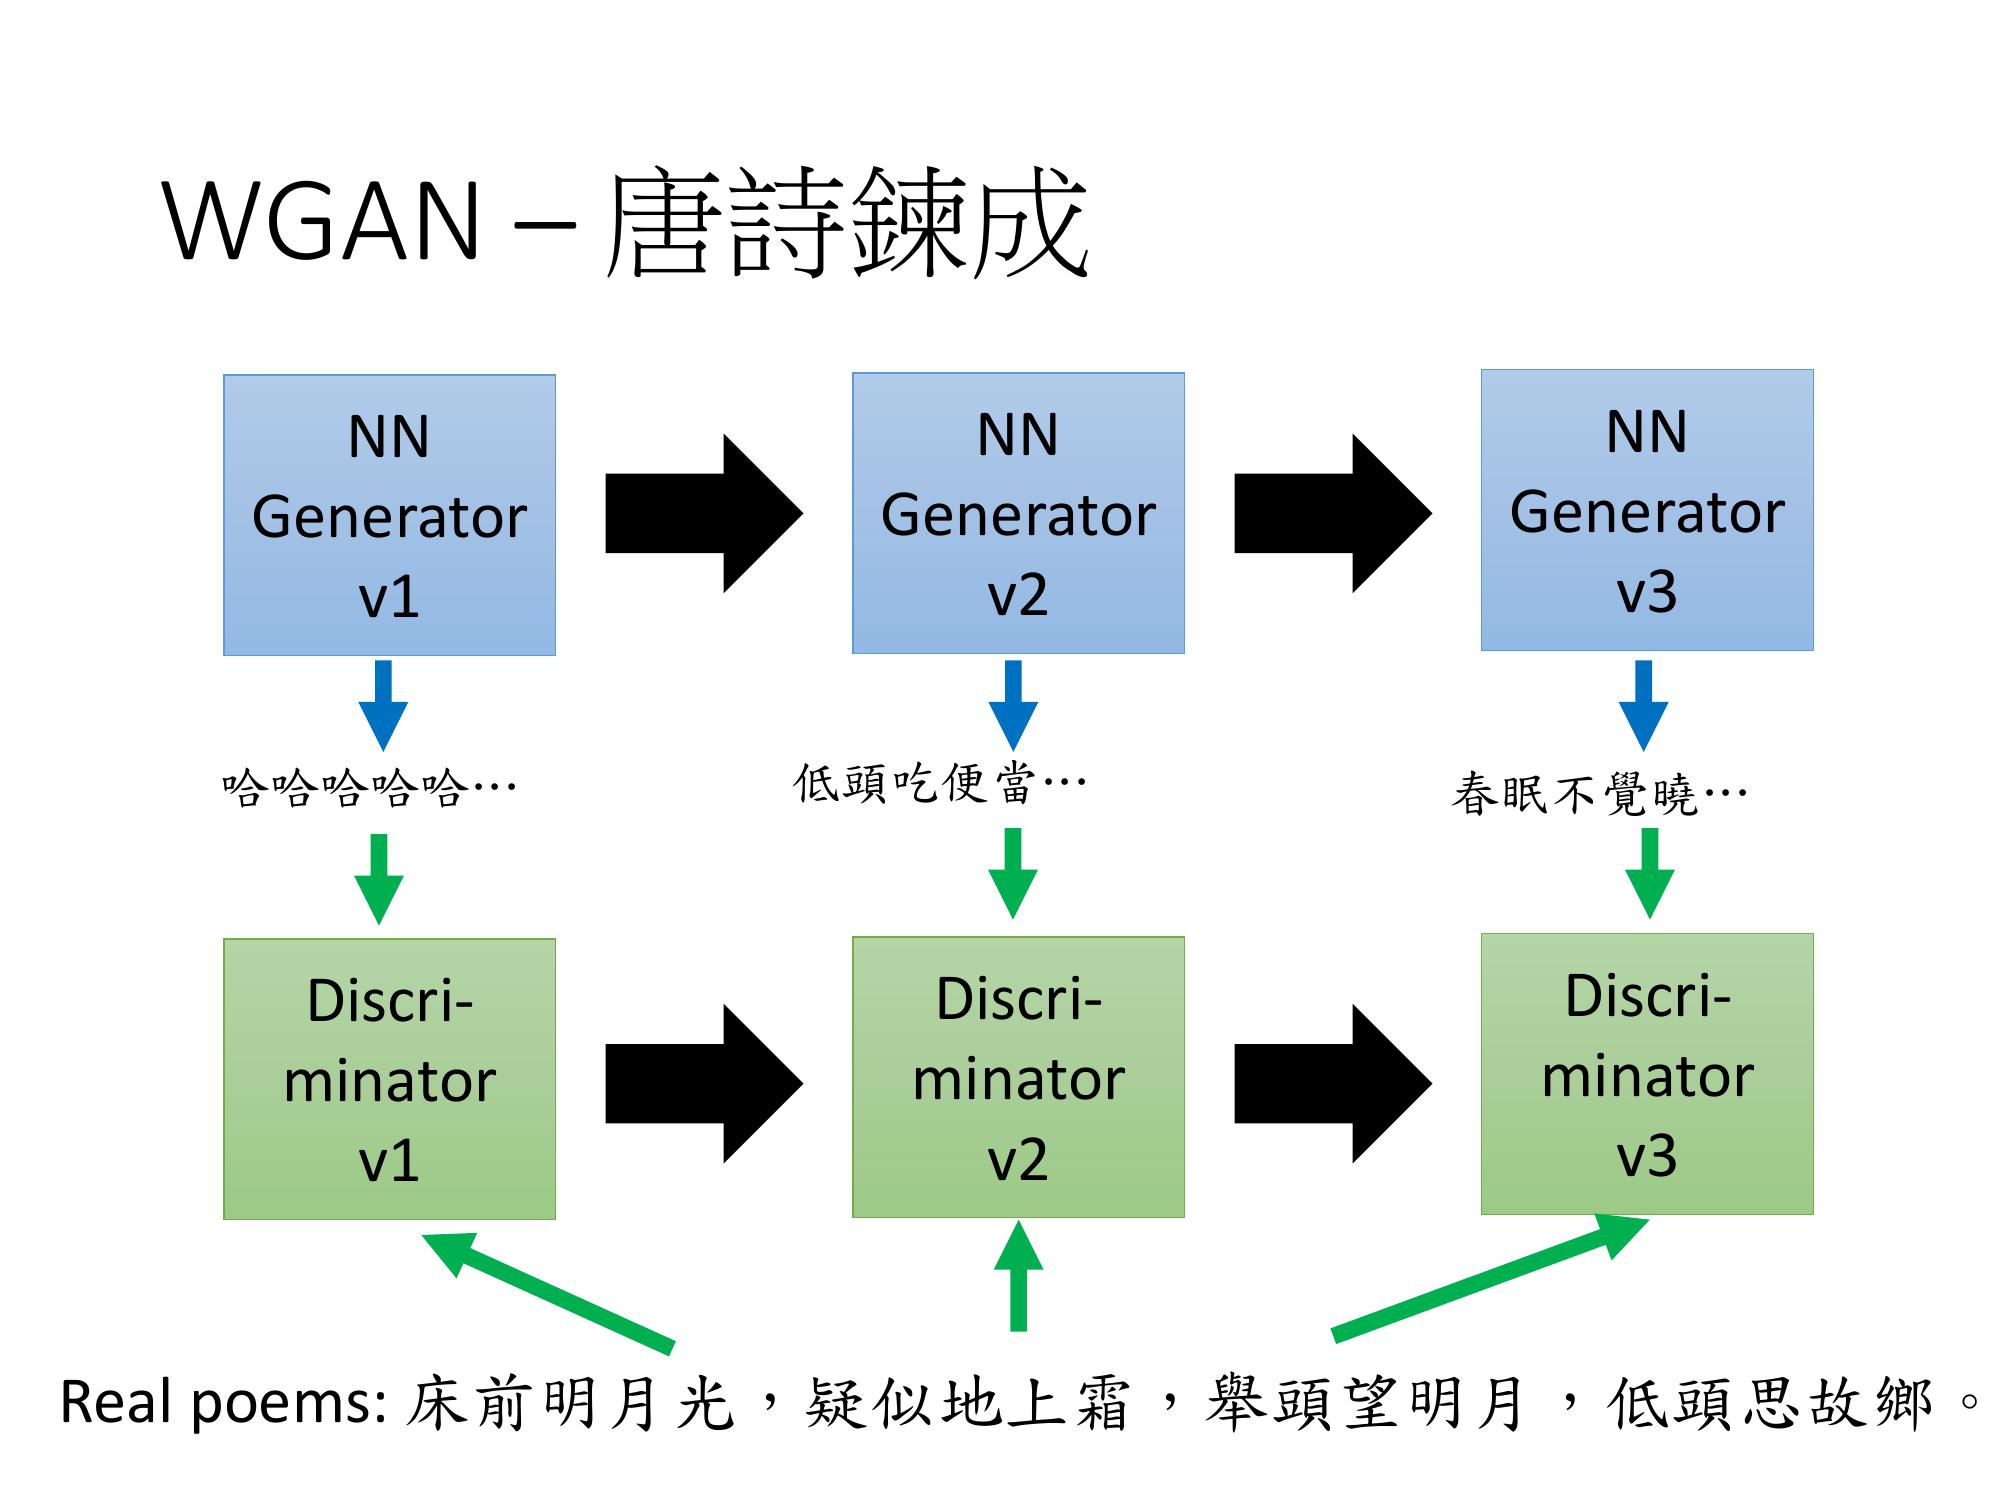 WGAN – 唐詩鍊成
NN
Generator
v1
NN
Generator
v2
NN
Generator
v3
哈哈哈哈哈…
低頭吃便當…
春眠不覺曉…
Discri-
minator
v1
Discri-
minator
v2
Discri-
minator
v3
Real poems: 床前明月光，疑似地上霜，舉頭望明月，低頭思故鄉。